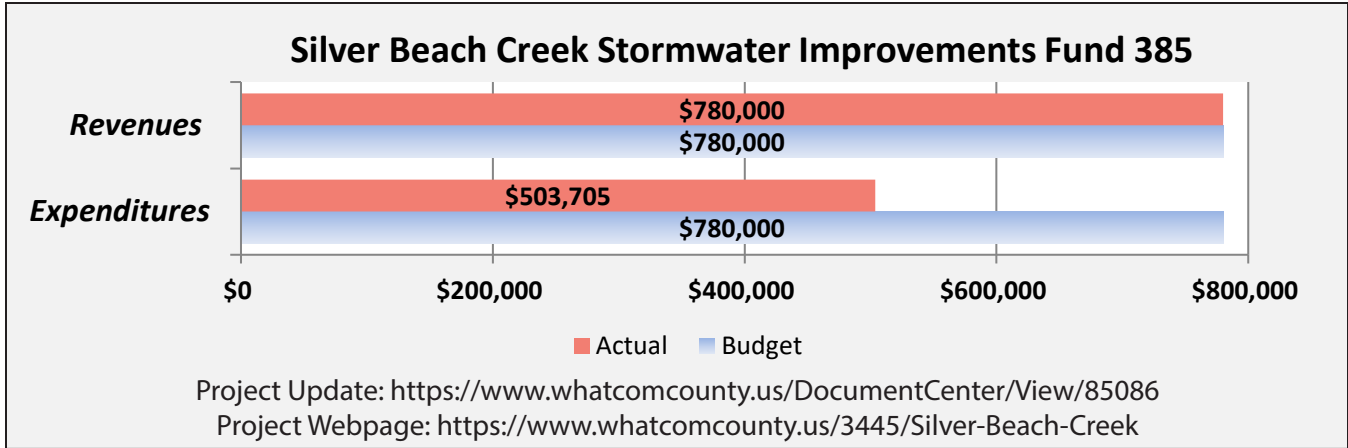 Silver Beach Creek Stormwater Improvements Fund 385
Revenues
$780,000
$780,000
Expenditures
$503,705
$780,000
$0 $200,000 $400,000 $600,000 $800,000
Actual Budget
Project Update: https://www.whatcomcounty.us/DocumentCenter/View/85086
Project Webpage: https://www.whatcomcounty.us/3445/Silver-Beach-Creek